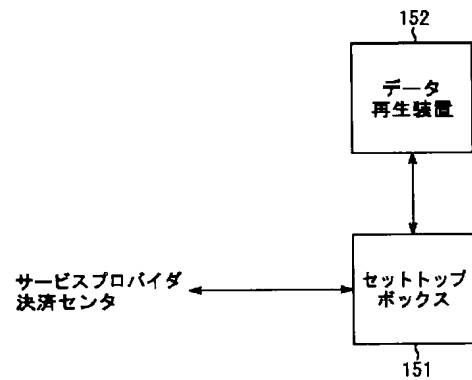 152
データ
再生装置
サービスプロバイダ
決済センタ
セットトップ
ボックス
151